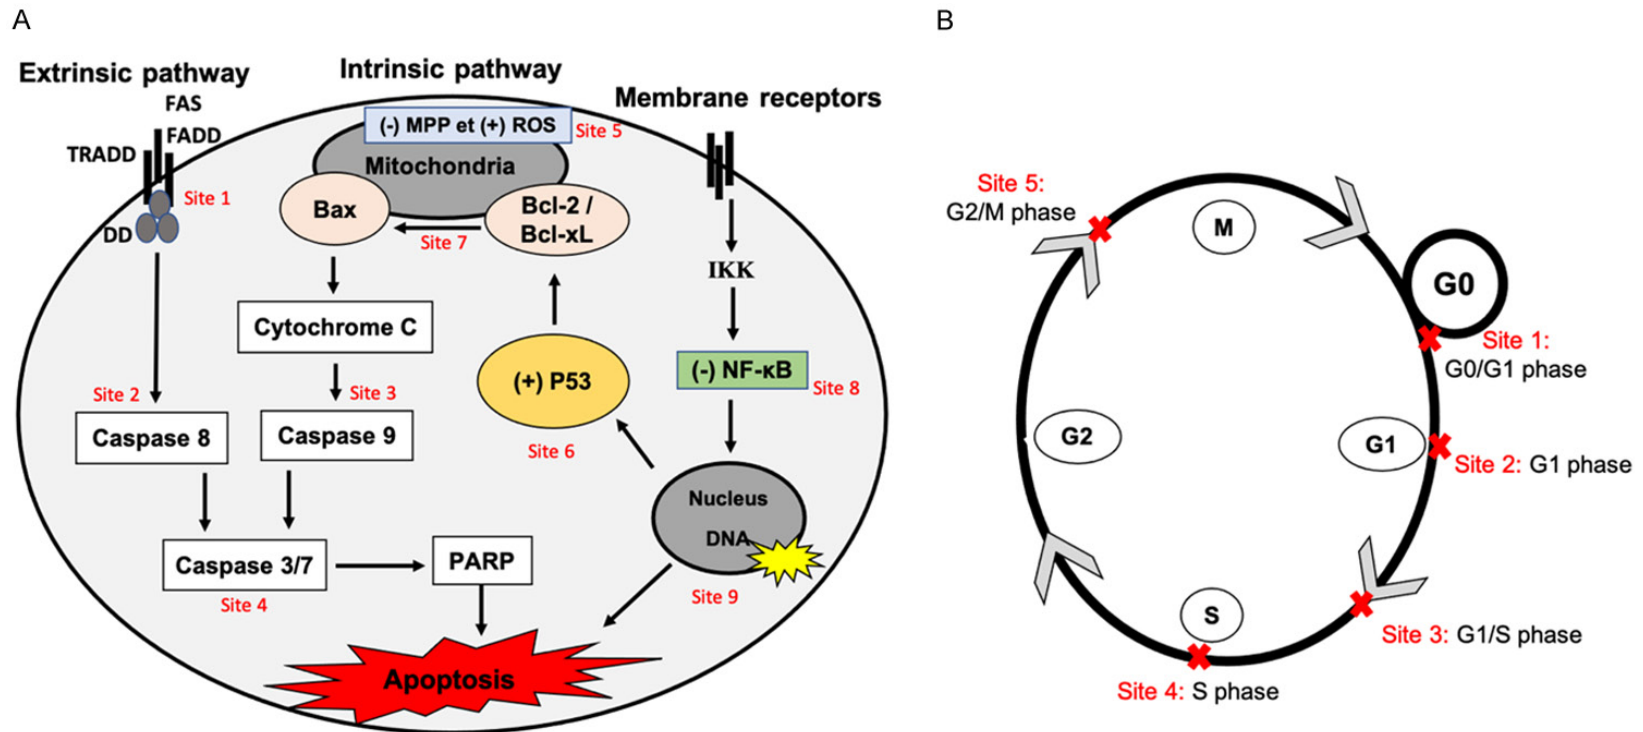 A
Extrinsic pathway
FAS
FADD
TRADD
Site 1
DD
Site 2
Caspase 8
Intrinsic pathway
(-) MPP et (+) ROS
Site 5
Mitochondria
Bax
Bcl-2 /
Bcl-xL
Site 7
Cytochrome C
Site 3
Caspase 9
(+) P53
Site 6
Membrane receptors
IKK
(-) NF-κB
Site 8
Nucleus
DNA
Site 9
Caspase 3/7
Site 4
PARP
Apoptosis
B
Site 5:
G2/M phase
M
G0
Site 1:
G0/G1 phase
G2
G1
Site 2: G1 phase
S
Site 3: G1/S phase
Site 4: S phase